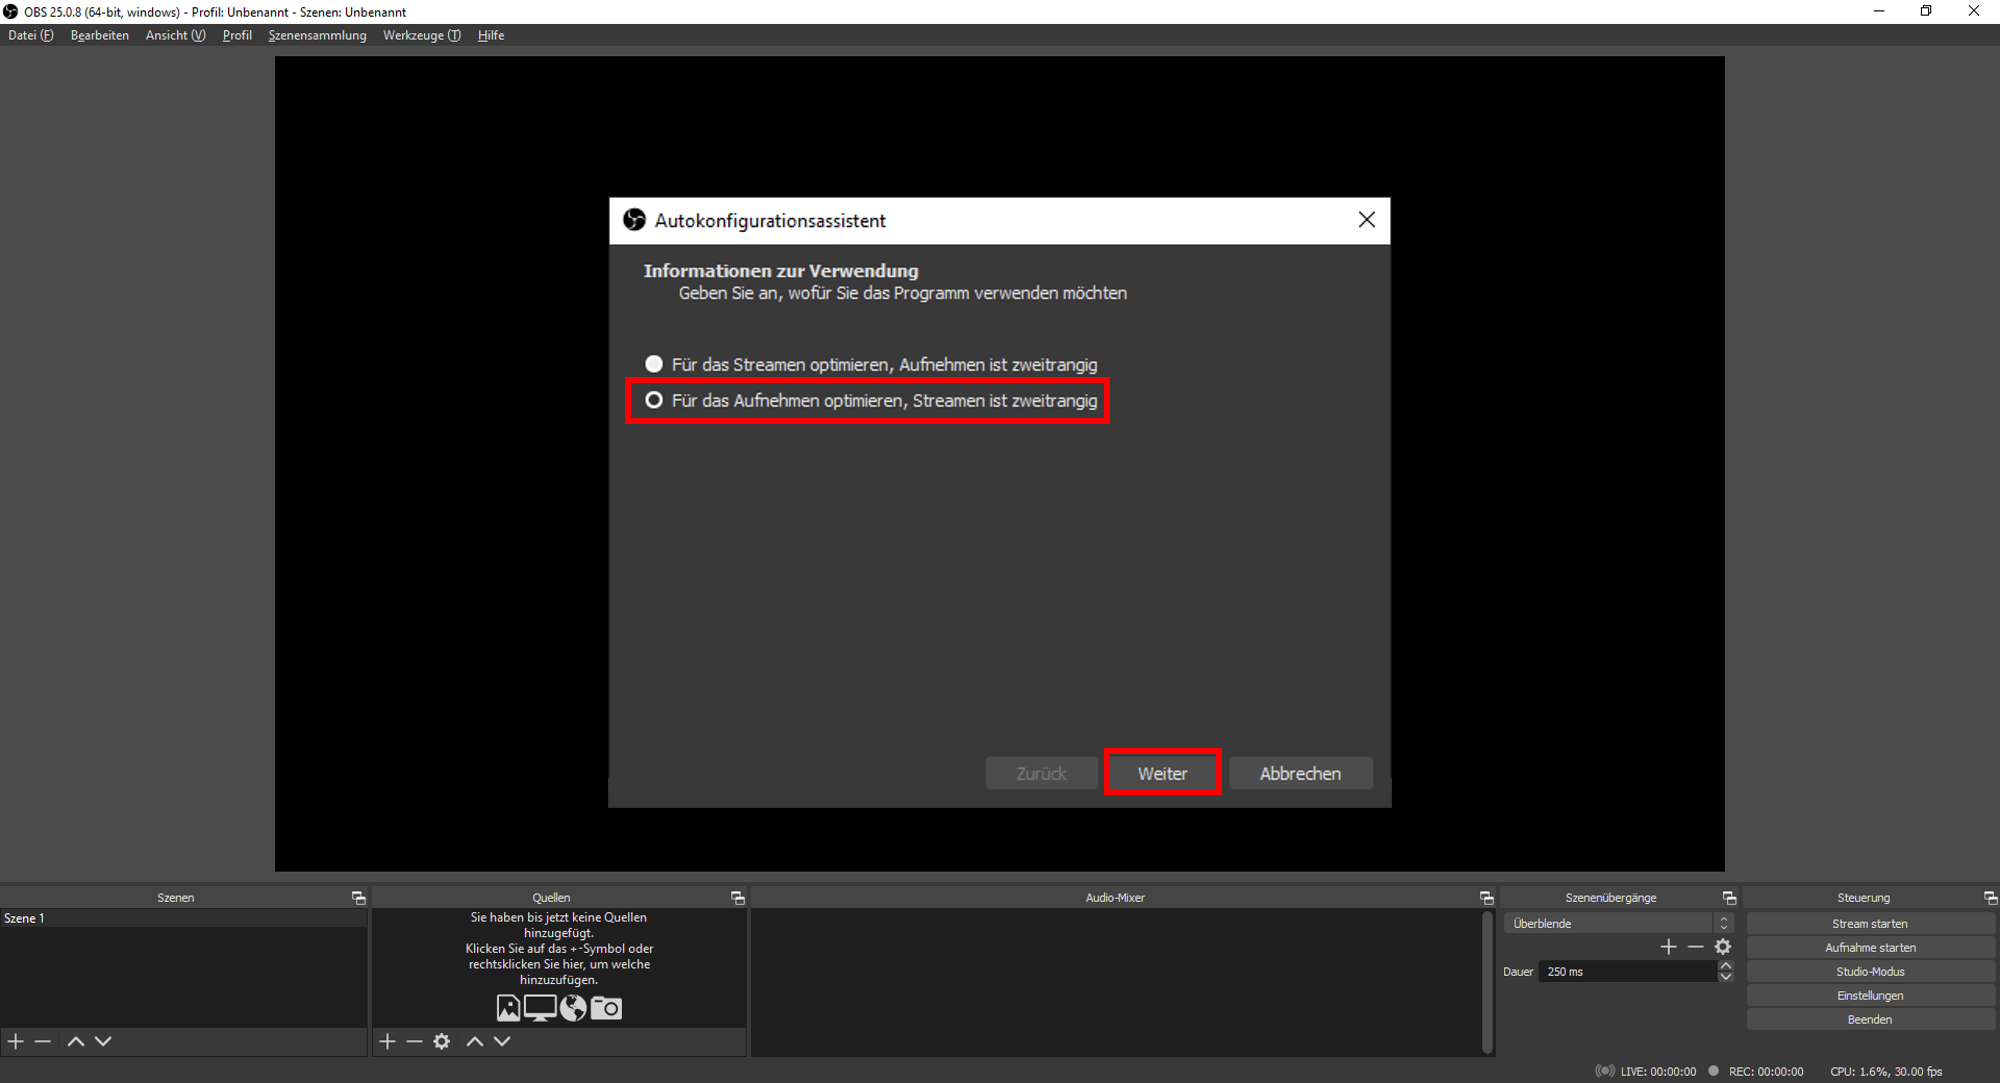 OBS 25.0.8 (64-bit, windows) - Profil: Unbenannt - Szenen: Unbenannt
Datei (F) Bearbeiten Ansicht (V) Profil Szenensammlung Werkzeuge (T) Hilfe
Autokonfigurationsassistent
Informationen zur Verwendung
Geben Sie an, wofür Sie das Programm verwenden möchten
Für das Streamen optimieren, Aufnehmen ist zweitrangig
Für das Aufnehmen optimieren, Streamen ist zweitrangig
Zurück Weiter Abbrechen
Szenen
Szene 1
Quellen
Sie haben bis jetzt keine Quellen
hinzugefügt.
Klicken Sie auf das +-Symbol oder
rechtsklicken Sie hier, um welche
hinzuzufügen.
Audio-Mixer
Szenenübergänge
Überblende
Dauer 250 ms
Steuerung
Stream starten
Aufnahme starten
Studio-Modus
Einstellungen
Beenden
LIVE: 00:00:00 REC: 00:00:00 CPU: 1.6%, 30.00 fps